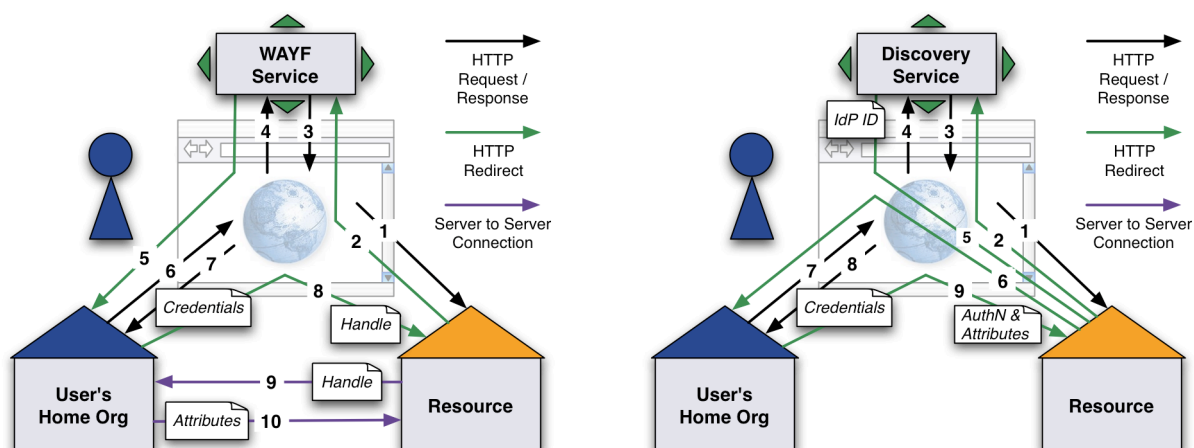 WAYF
Service
HTTP
Request /
Response
HTTP
Redirect
Server to Server
Connection
4
3
5
6
7
2
1
8
Credentials
Handle
User's
Home Org
Resource
9
Handle
Attributes
10
Discovery
Service
HTTP
Request /
Response
HTTP
Redirect
Server to Server
Connection
IdP ID
4
3
5
2
1
7
8
6
9
Credentials
AuthN &
Attributes
User's
Home Org
Resource